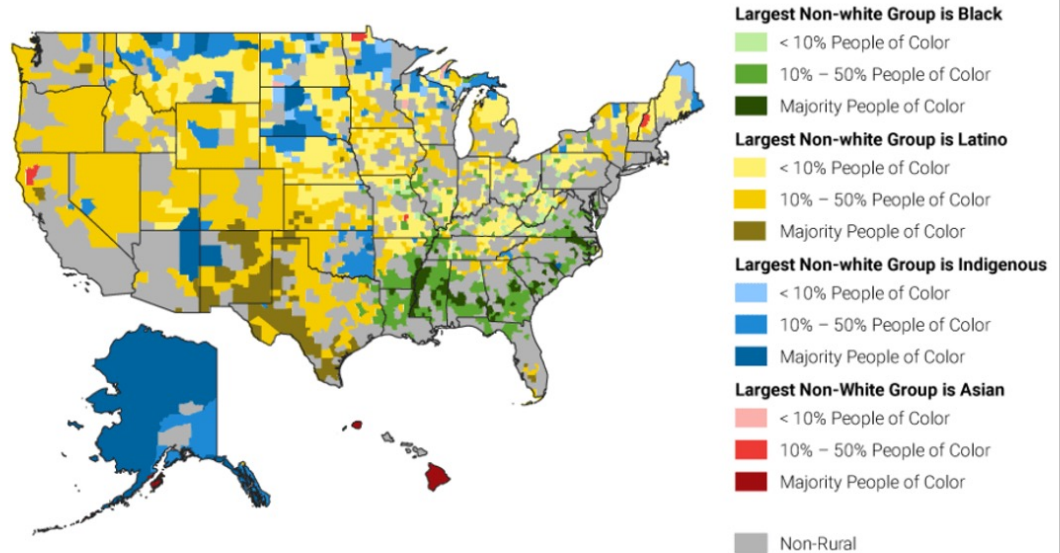 Largest Non-white Group is Black
< 10% People of Color
10% – 50% People of Color
Majority People of Color
Largest Non-white Group is Latino
< 10% People of Color
10% – 50% People of Color
Majority People of Color
Largest Non-white Group is Indigenous
< 10% People of Color
10% – 50% People of Color
Majority People of Color
Largest Non-White Group is Asian
< 10% People of Color
10% – 50% People of Color
Majority People of Color
Non-Rural